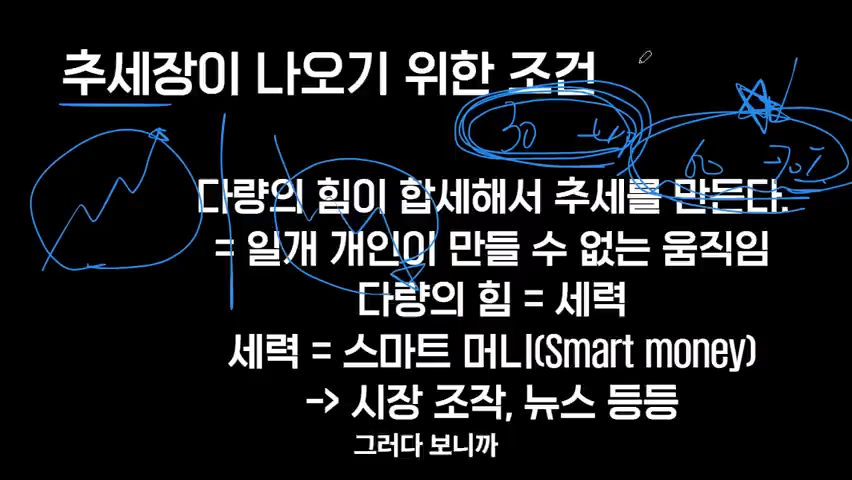 추세장이 나오기 위한 조건
30
60 70%
다량의 힘이 합세해서 추세를 만든다.
= 일개 개인이 만들 수 없는 움직임
다량의 힘 = 세력
세력 = 스마트 머니(Smart money)
-> 시장 조작, 뉴스 등등
그러다 보니까